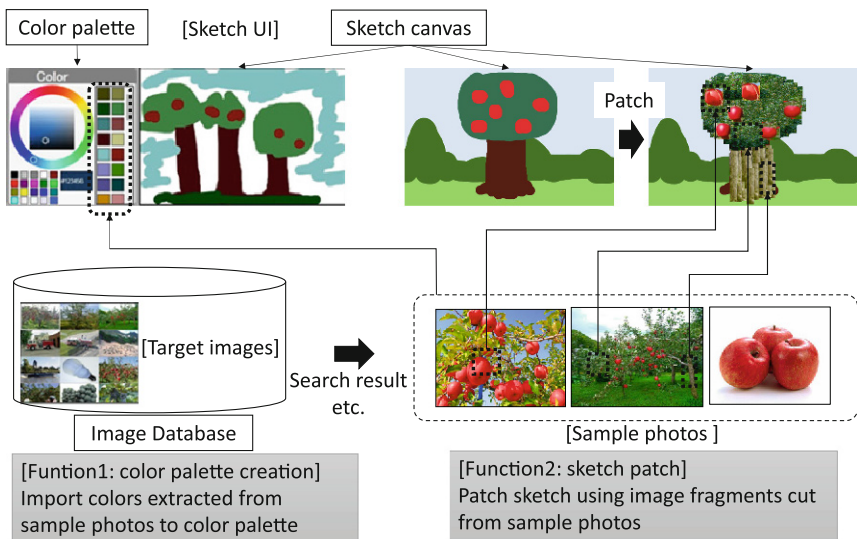 Color palette
[Sketch UI]
Sketch canvas
Color
Patch
#123456
[Target images]
Search result
etc.
Image Database
[Sample photos ]
[Funtion1: color palette creation]
Import colors extracted from
sample photos to color palette
[Function2: sketch patch]
Patch sketch using image fragments cut
from sample photos